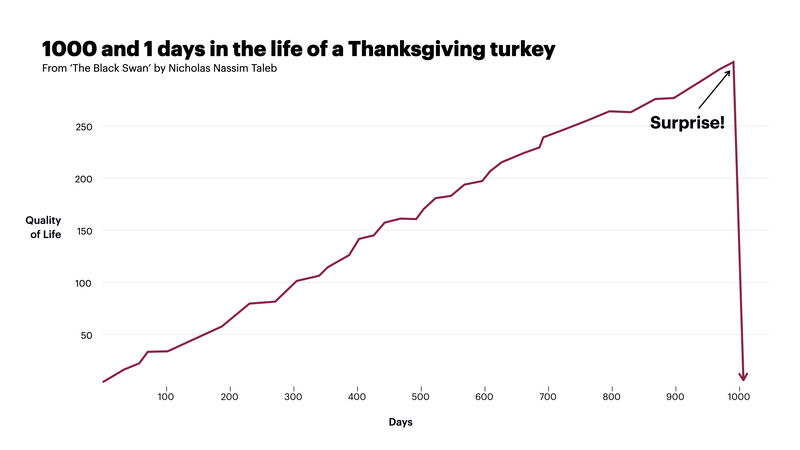 1000 and 1 days in the life of a Thanksgiving turkey
From ‘The Black Swan’ by Nicholas Nassim Taleb
Surprise!
250
200
Quality
of Life
150
100
50
100 200 300 400 500 600 700 800 900 1000
Days